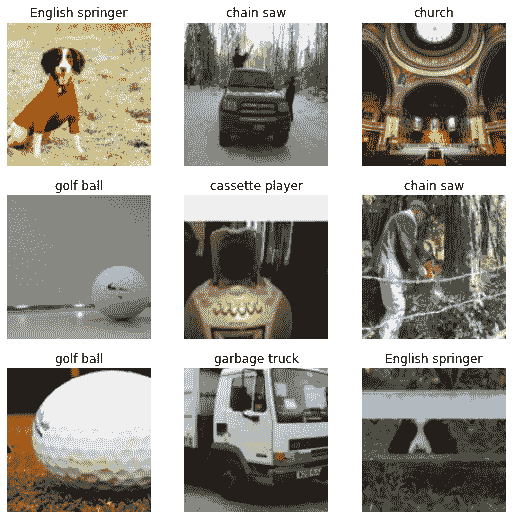 English springer
chain saw
church
golf ball
cassette player
chain saw
golf ball
garbage truck
English springer